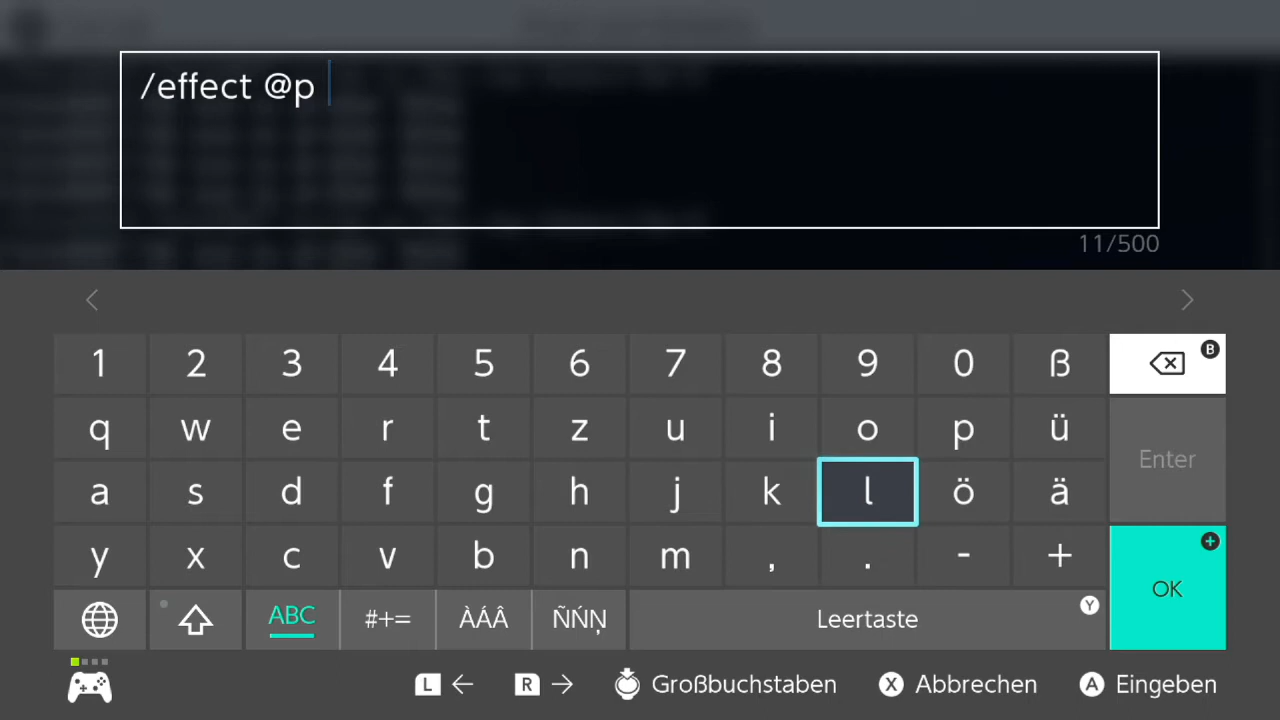 /effect @p
11/500
1 2 3 4 5 6 7 8 9 0 ß B
q w e r t z u i o p ü
Enter
a s d f g h j k l ö ä
y x c v b n m , . - +
OK
ABC #+= ÀÁÂ ÑŃŅ Leertaste Y
L ← R → Großbuchstaben X Abbrechen A Eingeben